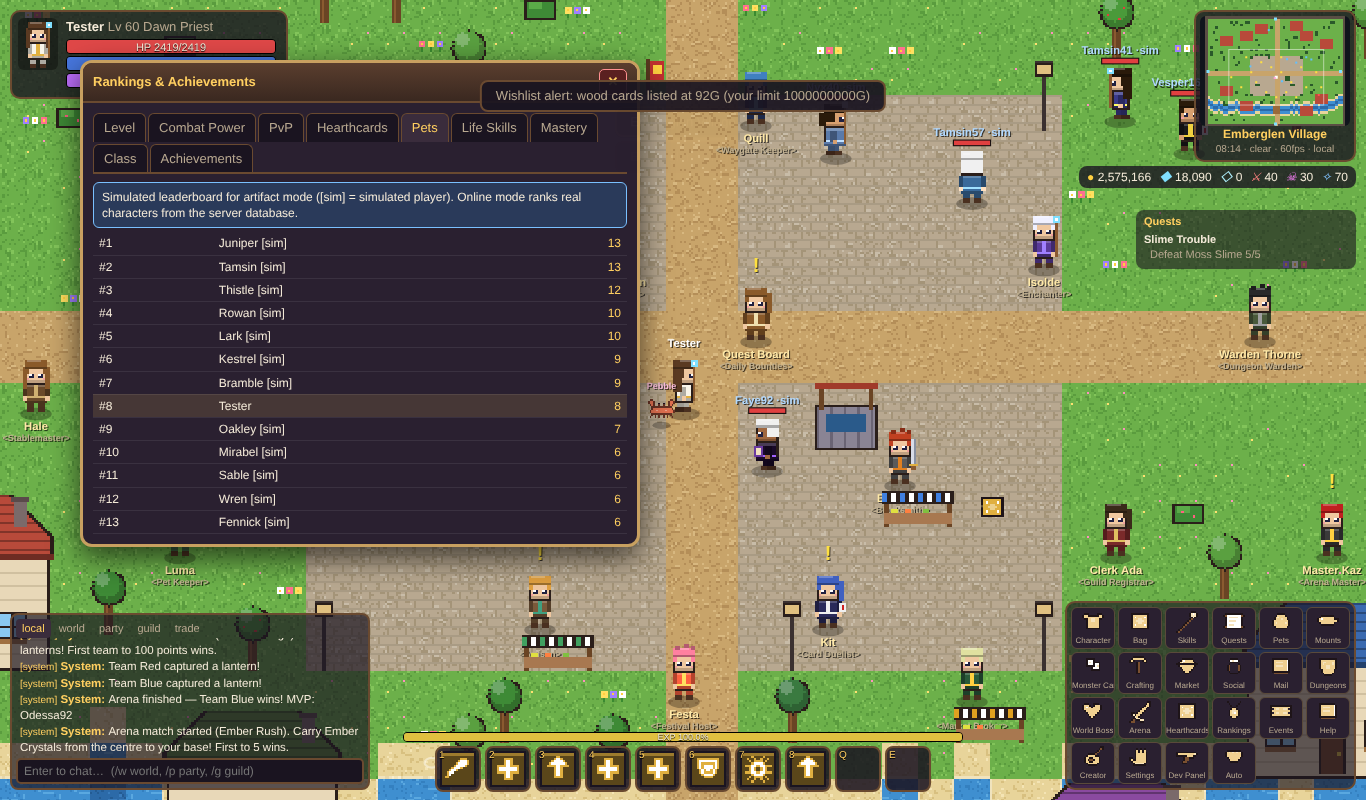 Tester Lv 60 Dawn Priest
HP 2419/2419
Rankings & Achievements
Wishlist alert: wood cards listed at 92G (your limit 1000000000G)
Level
Combat Power
PvP
Hearthcards
Pets
Life Skills
Mastery
Class
Achievements
Simulated leaderboard for artifact mode ([sim] = simulated player). Online mode ranks real
characters from the server database.
#1 Juniper [sim] 13
#2 Tamsin [sim] 13
#3 Thistle [sim] 12
#4 Rowan [sim] 10
#5 Lark [sim] 10
#6 Kestrel [sim] 9
#7 Bramble [sim] 9
#8 Tester 8
#9 Oakley [sim] 7
#10 Mirabel [sim] 6
#11 Sable [sim] 6
#12 Wren [sim] 6
#13 Fennick [sim] 6
Tamsin41 ·sim
Emberglen Village
08:14 · clear · 60fps · local
2,575,166 18,090 0 40 30 70
Quests
Slime Trouble
Defeat Moss Slime 5/5
Quill
<Waygate Keeper>
Tamsin57 ·sim
Isolde
<Enchanter>
!
Quest Board
<Daily Bounties>
Warden Thorne
<Dungeon Warden>
Tester
Pebble
Faye92 ·sim
Hale
<Stablemaster>
Luma
<Pet Keeper>
!
!
Kit
<Card Duelist>
Clerk Ada
<Guild Registrar>
!
Master Kaz
<Arena Master>
Festa
<Festival Host>
EXP 100.0%
local world party guild trade
lanterns! First team to 100 points wins.
[system] System: Team Red captured a lantern!
[system] System: Team Blue captured a lantern!
[system] System: Arena finished — Team Blue wins! MVP:
Odessa92
[system] System: Arena match started (Ember Rush). Carry Ember
Crystals from the centre to your base! First to 5 wins.
Enter to chat… (/w world, /p party, /g guild)
1 2 3 4 5 6 7 8 Q E
Character Bag Skills Quests Pets Mounts
Monster Ca Crafting Market Social Mail Dungeons
World Boss Arena Hearthcards Rankings Events Help
Creator Settings Dev Panel Auto